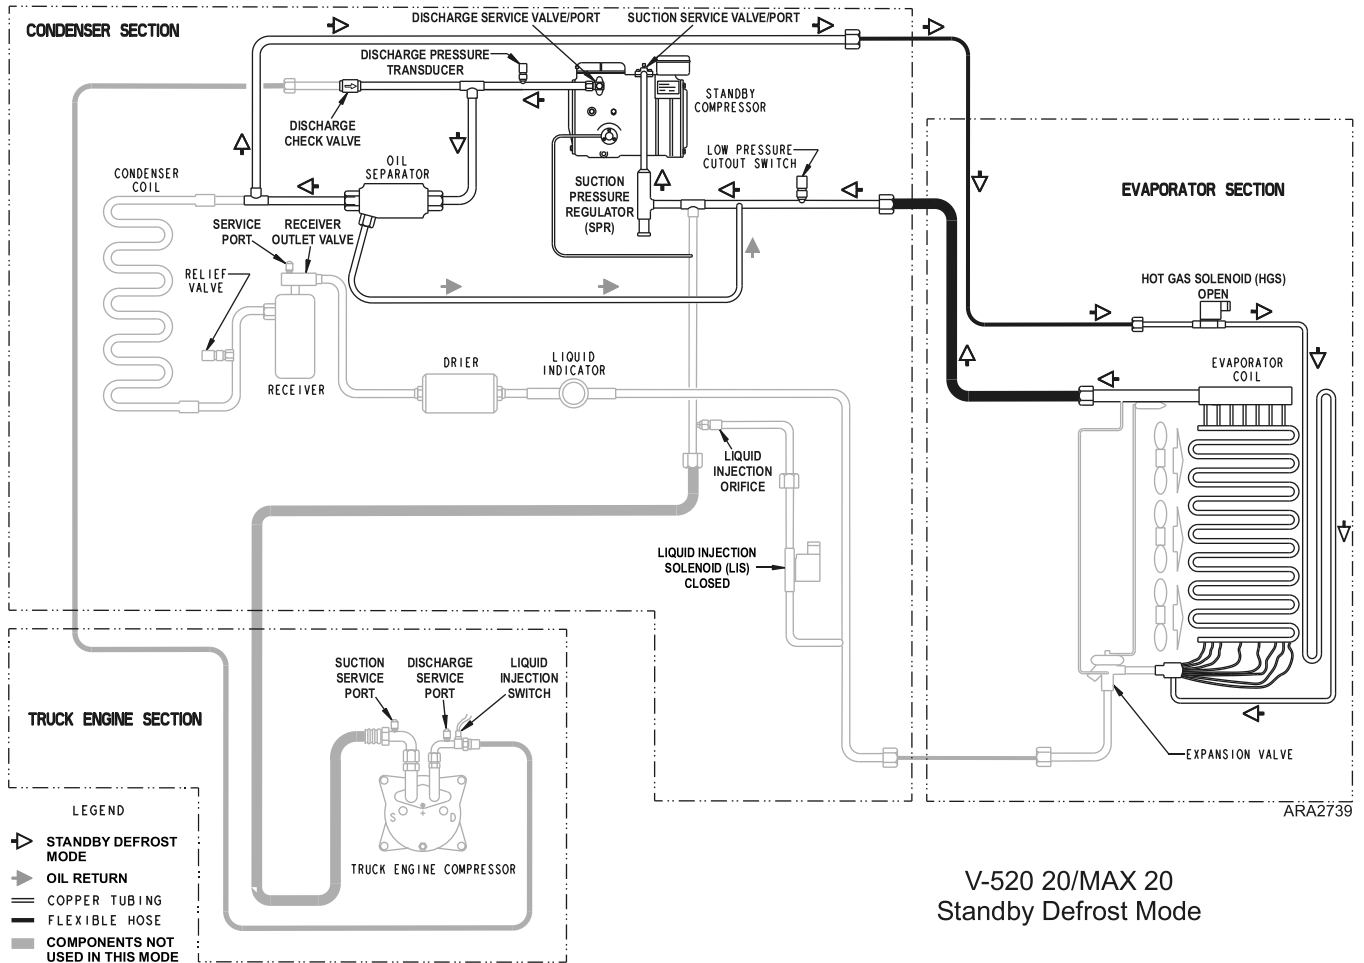 CONDENSER SECTION
DISCHARGE SERVICE VALVE/PORT
SUCTION SERVICE VALVE/PORT
DISCHARGE PRESSURE
TRANSDUCER
STANDBY
COMPRESSOR
DISCHARGE
CHECK VALVE
LOW PRESSURE
CUTOUT SWITCH
OIL
SEPARATOR
CONDENSER
COIL
SUCTION
PRESSURE
REGULATOR
(SPR)
EVAPORATOR SECTION
SERVICE
PORT
RECEIVER
OUTLET VALVE
RELIEF
VALVE
HOT GAS SOLENOID (HGS)
OPEN
DRIER
LIQUID
INDICATOR
EVAPORATOR
COIL
RECEIVER
LIQUID
INJECTION
ORIFICE
LIQUID INJECTION
SOLENOID (LIS)
CLOSED
SUCTION
SERVICE
PORT
DISCHARGE
SERVICE
PORT
LIQUID
INJECTION
SWITCH
TRUCK ENGINE SECTION
EXPANSION VALVE
S
D
TRUCK ENGINE COMPRESSOR
ARA2739
LEGEND
STANDBY DEFROST
MODE
OIL RETURN
COPPER TUBING
FLEXIBLE HOSE
COMPONENTS NOT
USED IN THIS MODE
V-520 20/MAX 20
Standby Defrost Mode